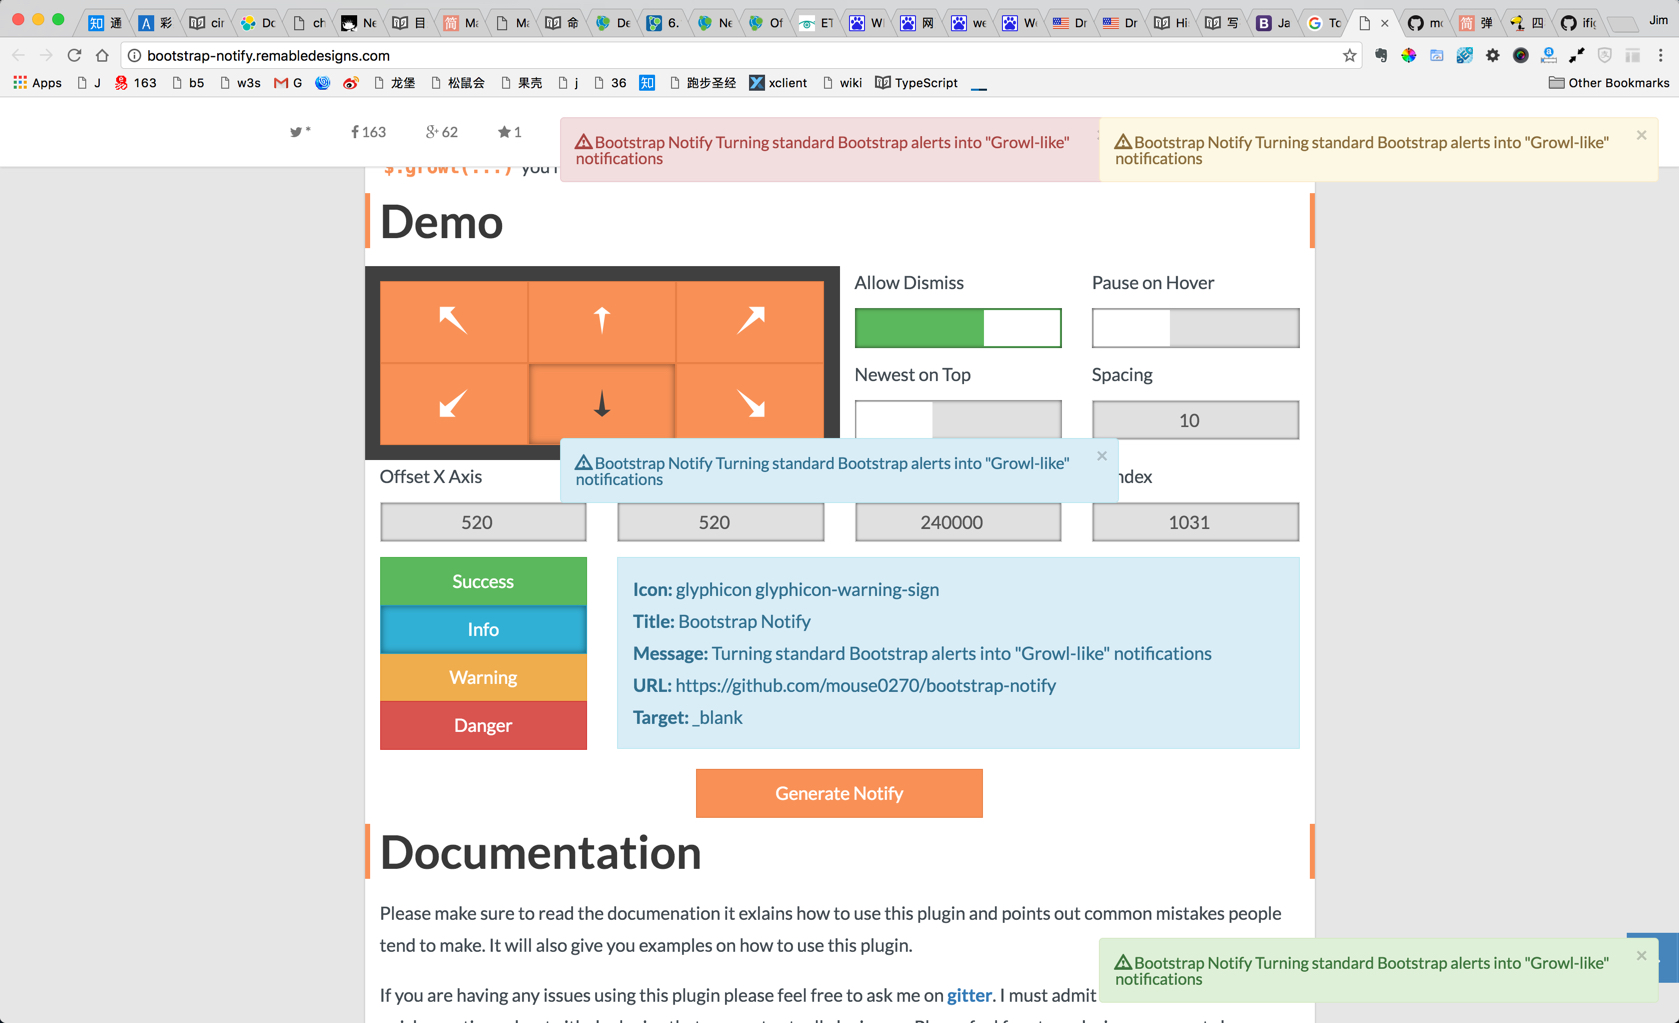 知 通
A 彩
cir
Dc
ch
Ne
目
简 Ma
Ma
命
De
6.
Ne
Of
ET
W
网
we
W
Dr
Dr
Hi
写
B Ja
G Tc
×
mc
简 弹
四
ific
Jim
bootstrap-notify.remabledesigns.com
Apps
J
163
b5
w3s
G
龙堡
松鼠会
果壳
j
36
知
跑步圣经
xclient
wiki
TypeScript
Other Bookmarks
*
163
62
1
Bootstrap Notify Turning standard Bootstrap alerts into "Growl-like"
notifications
Bootstrap Notify Turning standard Bootstrap alerts into "Growl-like" ×
notifications
$.growl(...)
Demo
Allow Dismiss
Pause on Hover
Newest on Top
Spacing
10
Bootstrap Notify Turning standard Bootstrap alerts into "Growl-like" ×
notifications
Offset X Axis
ndex
520
520
240000
1031
Success
Info
Warning
Danger
Icon: glyphicon glyphicon-warning-sign
Title: Bootstrap Notify
Message: Turning standard Bootstrap alerts into "Growl-like" notifications
URL: https://github.com/mouse0270/bootstrap-notify
Target: _blank
Generate Notify
Documentation
Please make sure to read the documenation it exlains how to use this plugin and points out common mistakes people
tend to make. It will also give you examples on how to use this plugin.
Bootstrap Notify Turning standard Bootstrap alerts into "Growl-like" ×
notifications
If you are having any issues using this plugin please feel free to ask me on gitter. I must admit